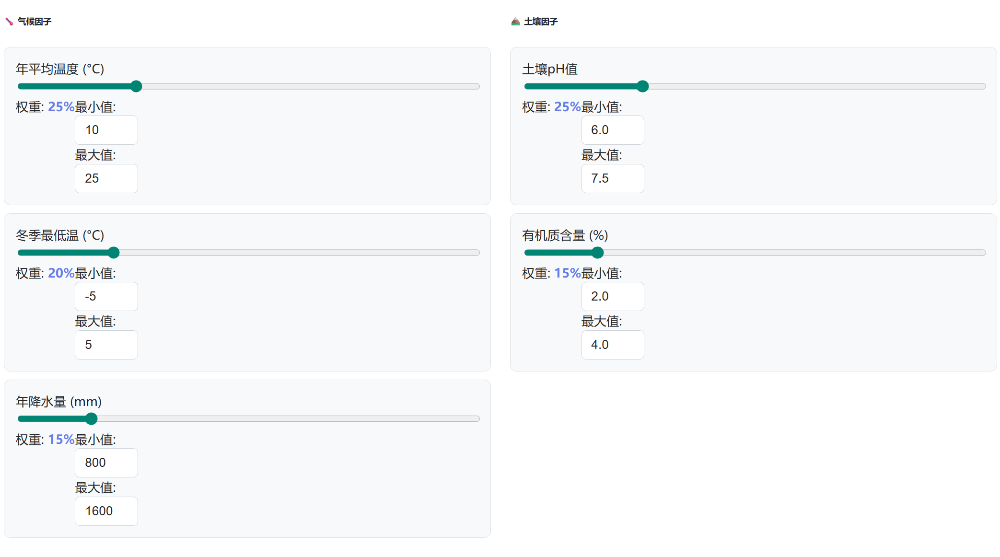 气候因子
年平均温度 (°C)
权重: 25%最小值:
10
最大值:
25
冬季最低温 (°C)
权重: 20%最小值:
-5
最大值:
5
年降水量 (mm)
权重: 15%最小值:
800
最大值:
1600
土壤因子
土壤pH值
权重: 25%最小值:
6.0
最大值:
7.5
有机质含量 (%)
权重: 15%最小值:
2.0
最大值:
4.0